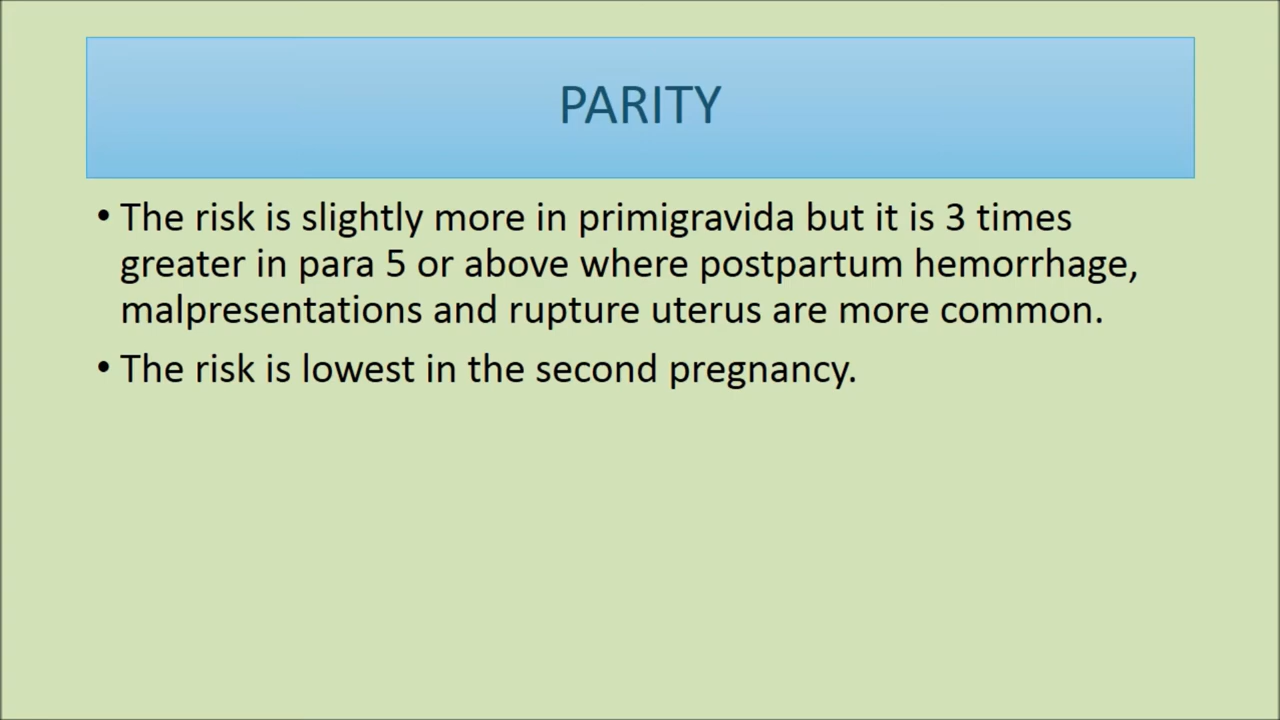 PARITY
• The risk is slightly more in primigravida but it is 3 times
greater in para 5 or above where postpartum hemorrhage,
malpresentations and rupture uterus are more common.
• The risk is lowest in the second pregnancy.